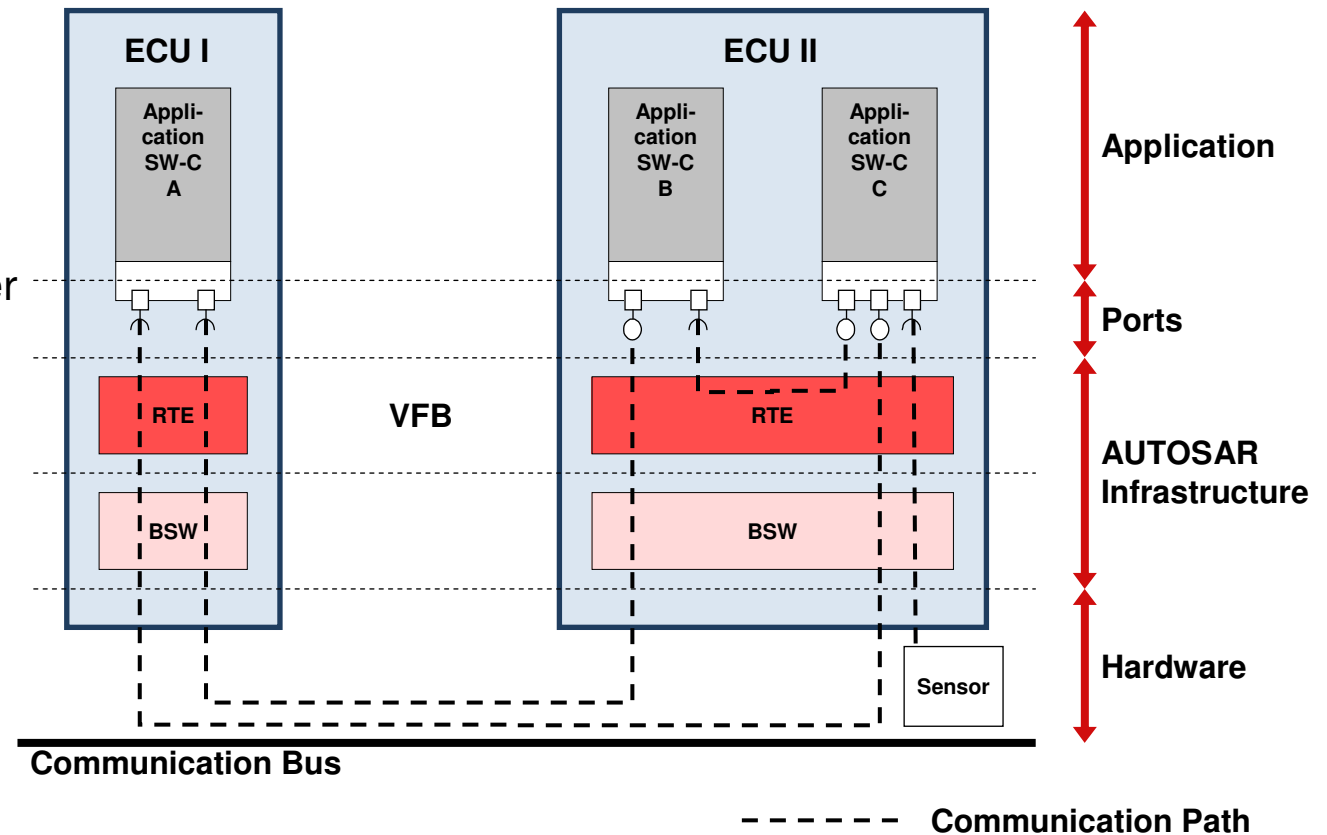 ECU I
ECU II
Appli-
cation
SW-C
A
Appli-
cation
SW-C
B
Appli-
cation
SW-C
C
Application
er
Ports
RTE
VFB
RTE
AUTOSAR
Infrastructure
BSW
BSW
Hardware
Sensor
Communication Bus
Communication Path